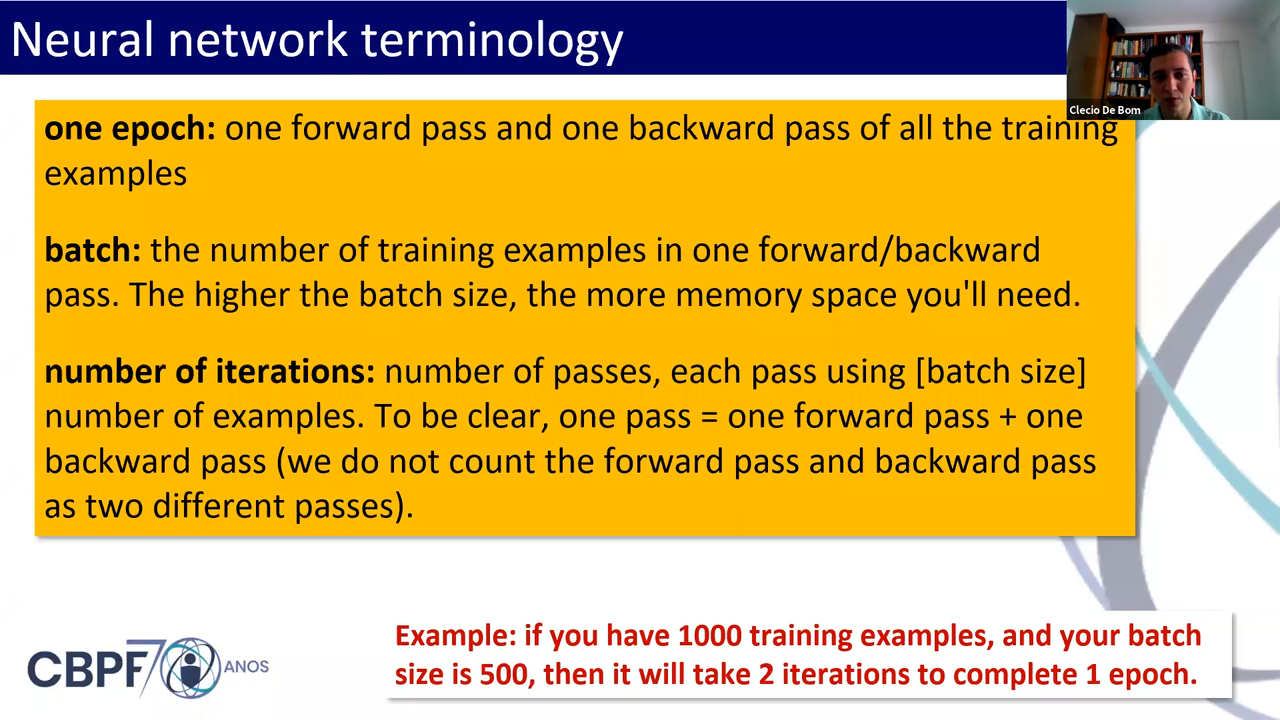 Neural network terminology
Clecio De Bom
one epoch: one forward pass and one backward pass of all the training
examples
batch: the number of training examples in one forward/backward
pass. The higher the batch size, the more memory space you'll need.
number of iterations: number of passes, each pass using [batch size]
number of examples. To be clear, one pass = one forward pass + one
backward pass (we do not count the forward pass and backward pass
as two different passes).
Example: if you have 1000 training examples, and your batch
size is 500, then it will take 2 iterations to complete 1 epoch.
CBPF 70 ANOS